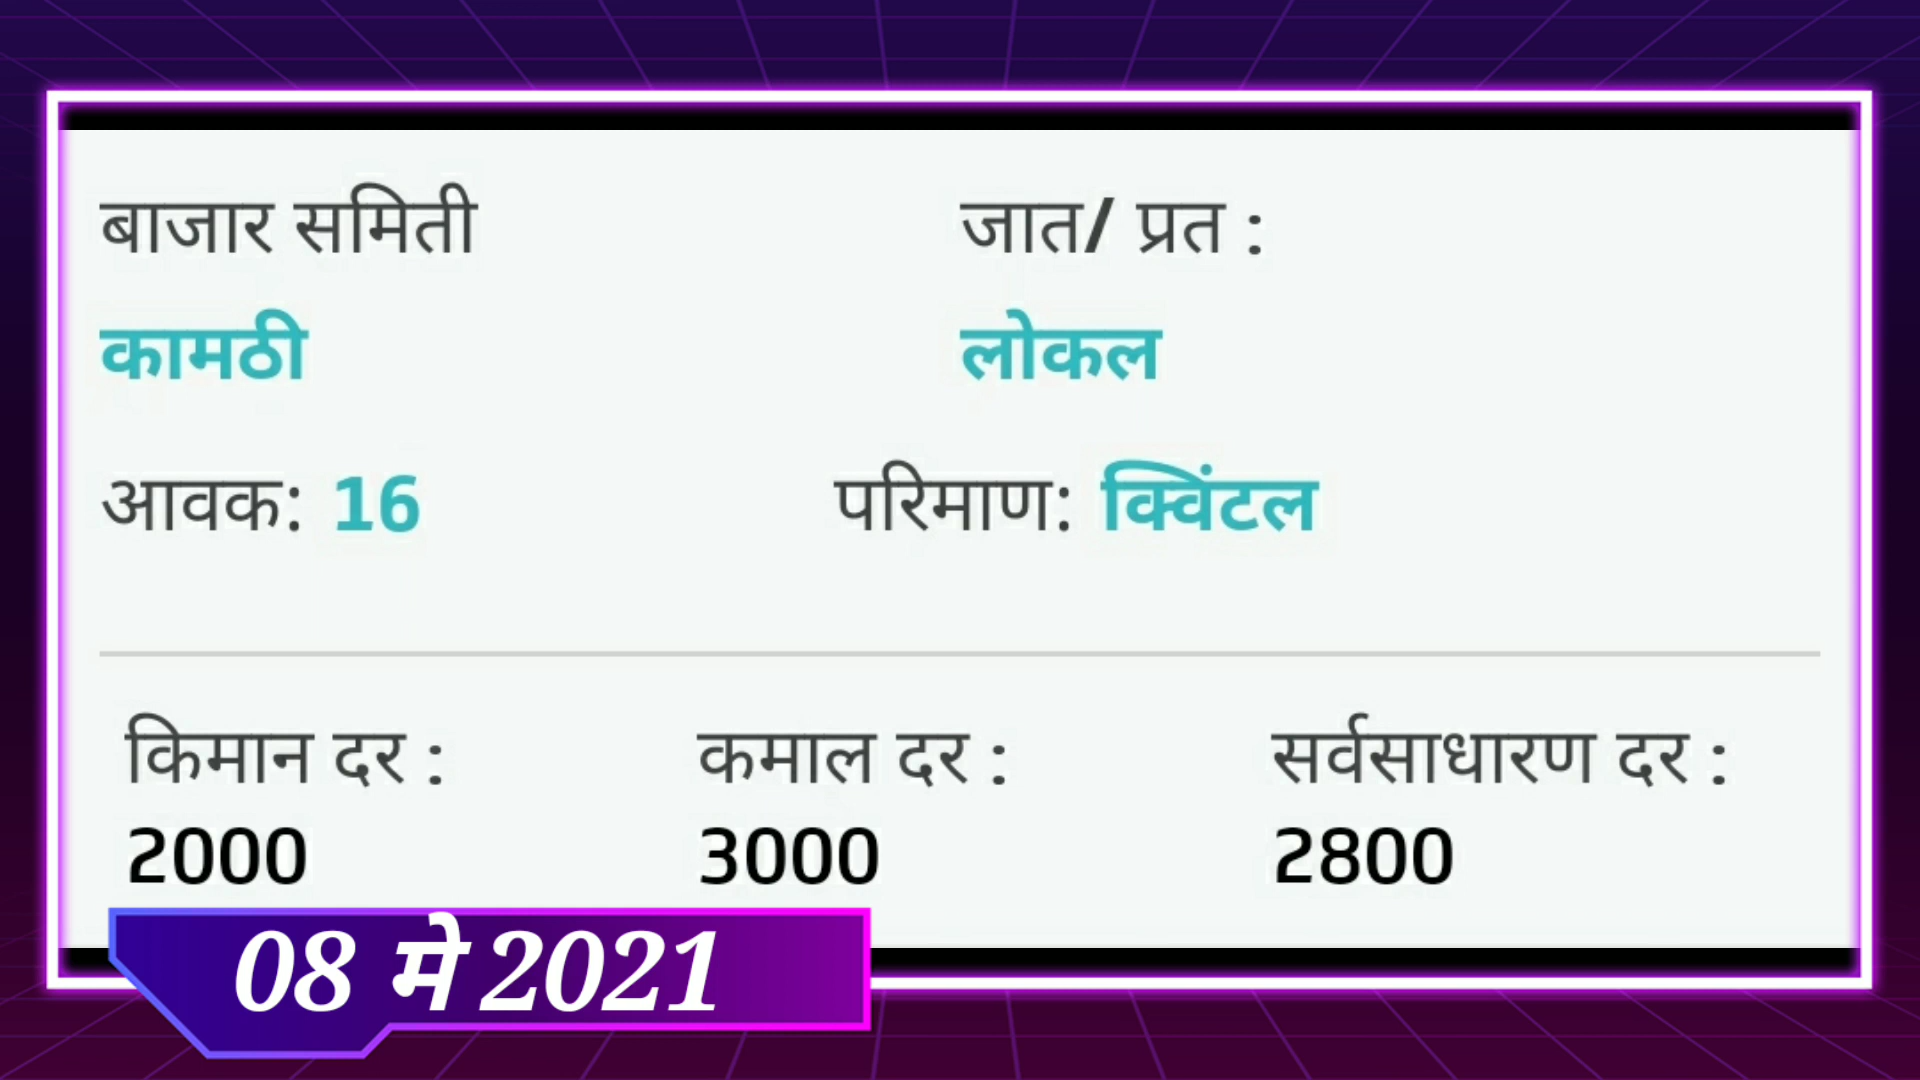 बाजार समिती जात/ प्रत :
कामठी लोकल
आवक: 16 परिमाण: क्विंटल
किमान दर : कमाल दर : सर्वसाधारण दर :
2000 3000 2800
08 मे 2021